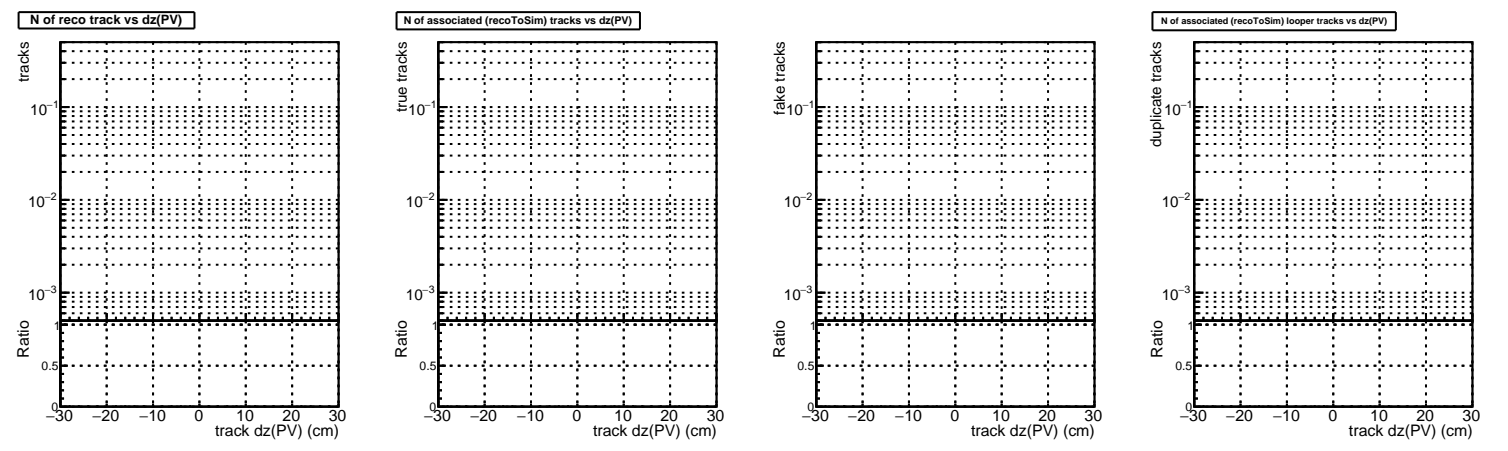 N of reco track vs dz(PV)
tracks
10⁻¹
10⁻²
10⁻³
Ratio
1
0.5
0
−30 −20 −10 0 10 20 30
track dz(PV) (cm)
N of associated (recoToSim) tracks vs dz(PV)
true tracks
10⁻¹
10⁻²
10⁻³
Ratio
1
0.5
0
−30 −20 −10 0 10 20 30
track dz(PV) (cm)
fake tracks
10⁻¹
10⁻²
10⁻³
Ratio
1
0.5
0
−30 −20 −10 0 10 20 30
track dz(PV) (cm)
N of associated (recoToSim) looper tracks vs dz(PV)
duplicate tracks
10⁻¹
10⁻²
10⁻³
Ratio
1
0.5
0
−30 −20 −10 0 10 20 30
track dz(PV) (cm)